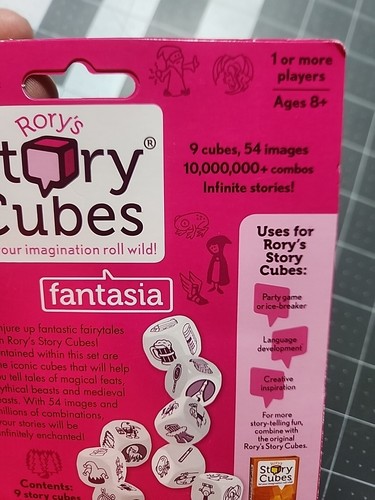 1 or more
players
Ages 8+
Rory's
Story®
Cubes
your imagination roll wild!
9 cubes, 54 images
10,000,000+ combos
Infinite stories!
fantasia
njure up fantastic fairytales
n Rory's Story Cubes!
ntained within this set are
e iconic cubes that will help
u tell tales of magical feats,
ythical beasts and medieval
easts. With 54 images and
illions of combinations,
your stories will be
nfinitely enchanted!
Contents:
9 story cubes
Uses for
Rory's
Story
Cubes:
Party game
or ice-breaker
Language
development
Creative
inspiration
For more
story-telling fun,
combine with
the original
Rory's Story Cubes.
Story
Cubes